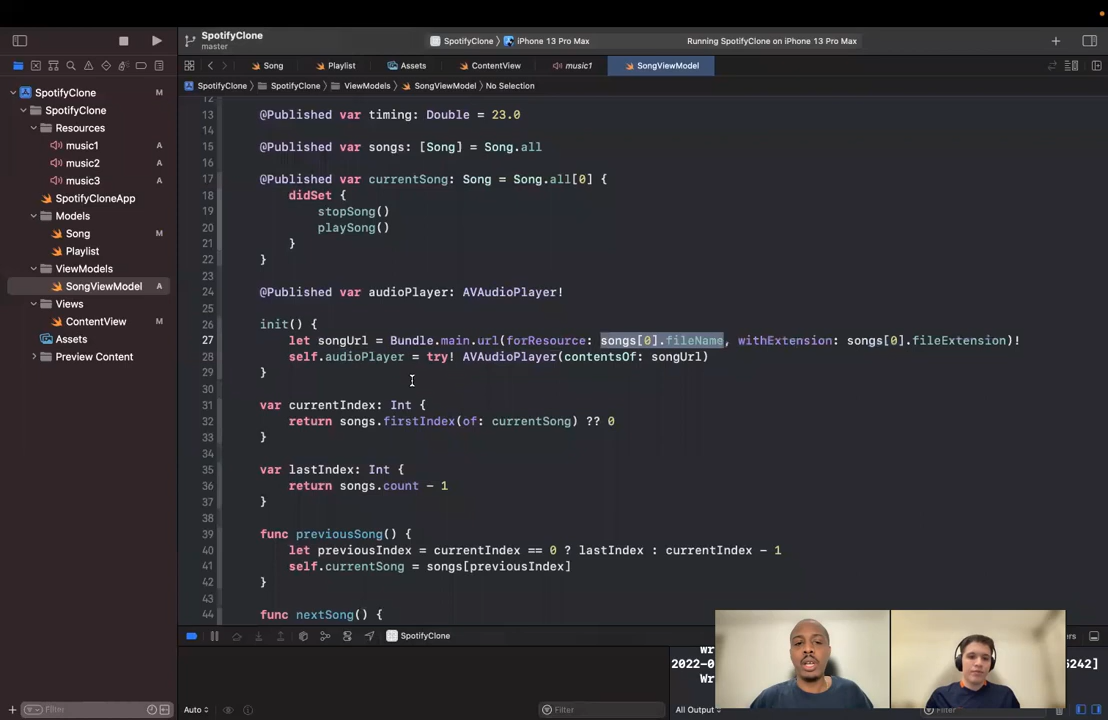 SpotifyClone
master
SpotifyClone
iPhone 13 Pro Max
Running SpotifyClone on iPhone 13 Pro Max
Song
Playlist
Assets
ContentView
music1
SongViewModel
SpotifyClone
SpotifyClone
ViewModels
SongViewModel
No Selection
SpotifyClone M
SpotifyClone
Resources
music1 A
music2 A
music3 A
SpotifyCloneApp
Models
Song M
Playlist
ViewModels
SongViewModel A
Views
ContentView M
Assets
Preview Content
Filter
12
13 @Published var timing: Double = 23.0
14
15 @Published var songs: [Song] = Song.all
16
17 @Published var currentSong: Song = Song.all[0] {
18 didSet {
19 stopSong()
20 playSong()
21 }
22 }
23
24 @Published var audioPlayer: AVAudioPlayer!
25
26 init() {
27 let songUrl = Bundle.main.url(forResource: songs[0].fileName, withExtension: songs[0].fileExtension)!
28 self.audioPlayer = try! AVAudioPlayer(contentsOf: songUrl)
29 }
30
31 var currentIndex: Int {
32 return songs.firstIndex(of: currentSong) ?? 0
33 }
34
35 var lastIndex: Int {
36 return songs.count - 1
37 }
38
39 func previousSong() {
40 let previousIndex = currentIndex == 0 ? lastIndex : currentIndex - 1
41 self.currentSong = songs[previousIndex]
42 }
43
44 func nextSong() {
SpotifyClone
Wr
2022-0
5242]
Wr
Auto
Filter
All Output